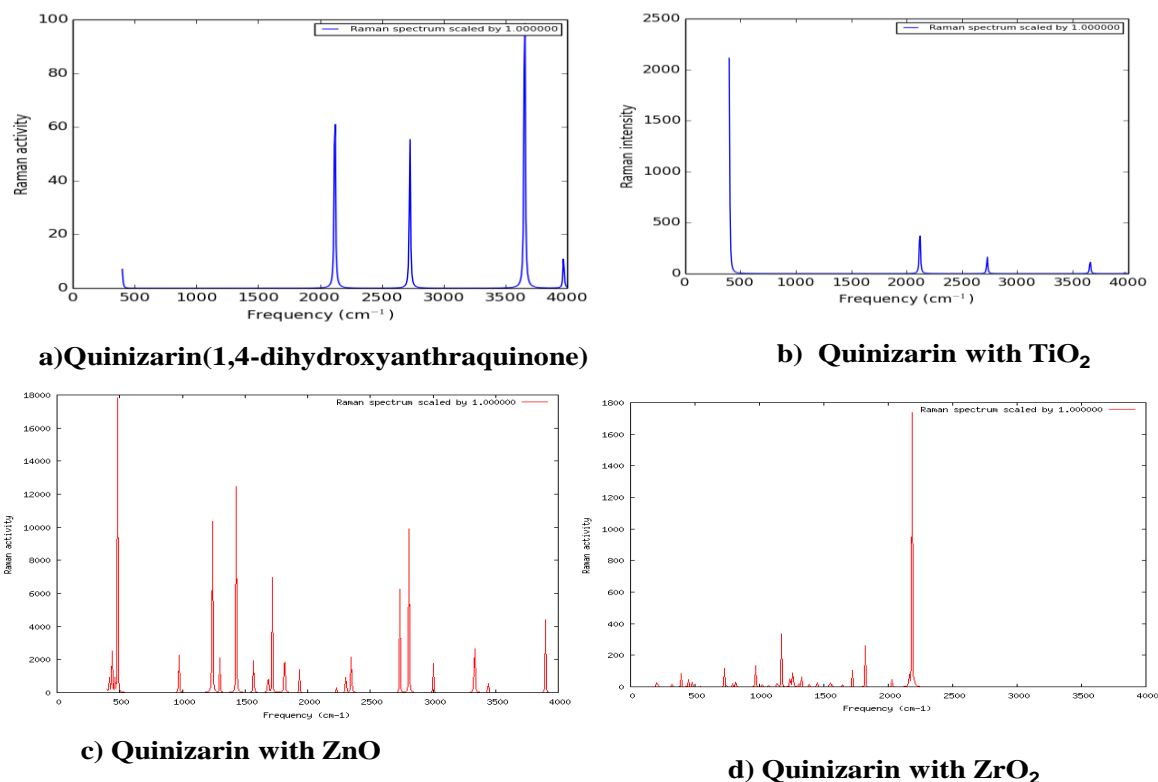 100
80
60
40
20
0
Raman activity
Raman spectrum scaled by 1.000000
0 500 1000 1500 2000 2500 3000 3500 4000
Frequency (cm⁻¹)
a)Quinizarin(1,4-dihydroxyanthraquinone)
2500
2000
1500
1000
500
0
Raman intensity
Raman spectrum scaled by 1.000000
0 500 1000 1500 2000 2500 3000 3500 4000
Frequency (cm⁻¹)
b) Quinizarin with TiO₂
18000
16000
14000
12000
10000
8000
6000
4000
2000
0
Raman activity
Raman spectrum scaled by 1.000000
0 500 1000 1500 2000 2500 3000 3500 4000
Frequency (cm-1)
c) Quinizarin with ZnO
1800
1600
1400
1200
1000
800
600
400
200
0
Raman activity
Raman spectrum scaled by 1.000000
0 500 1000 1500 2000 2500 3000 3500 4000
Frequency (cm-1)
d) Quinizarin with ZrO₂